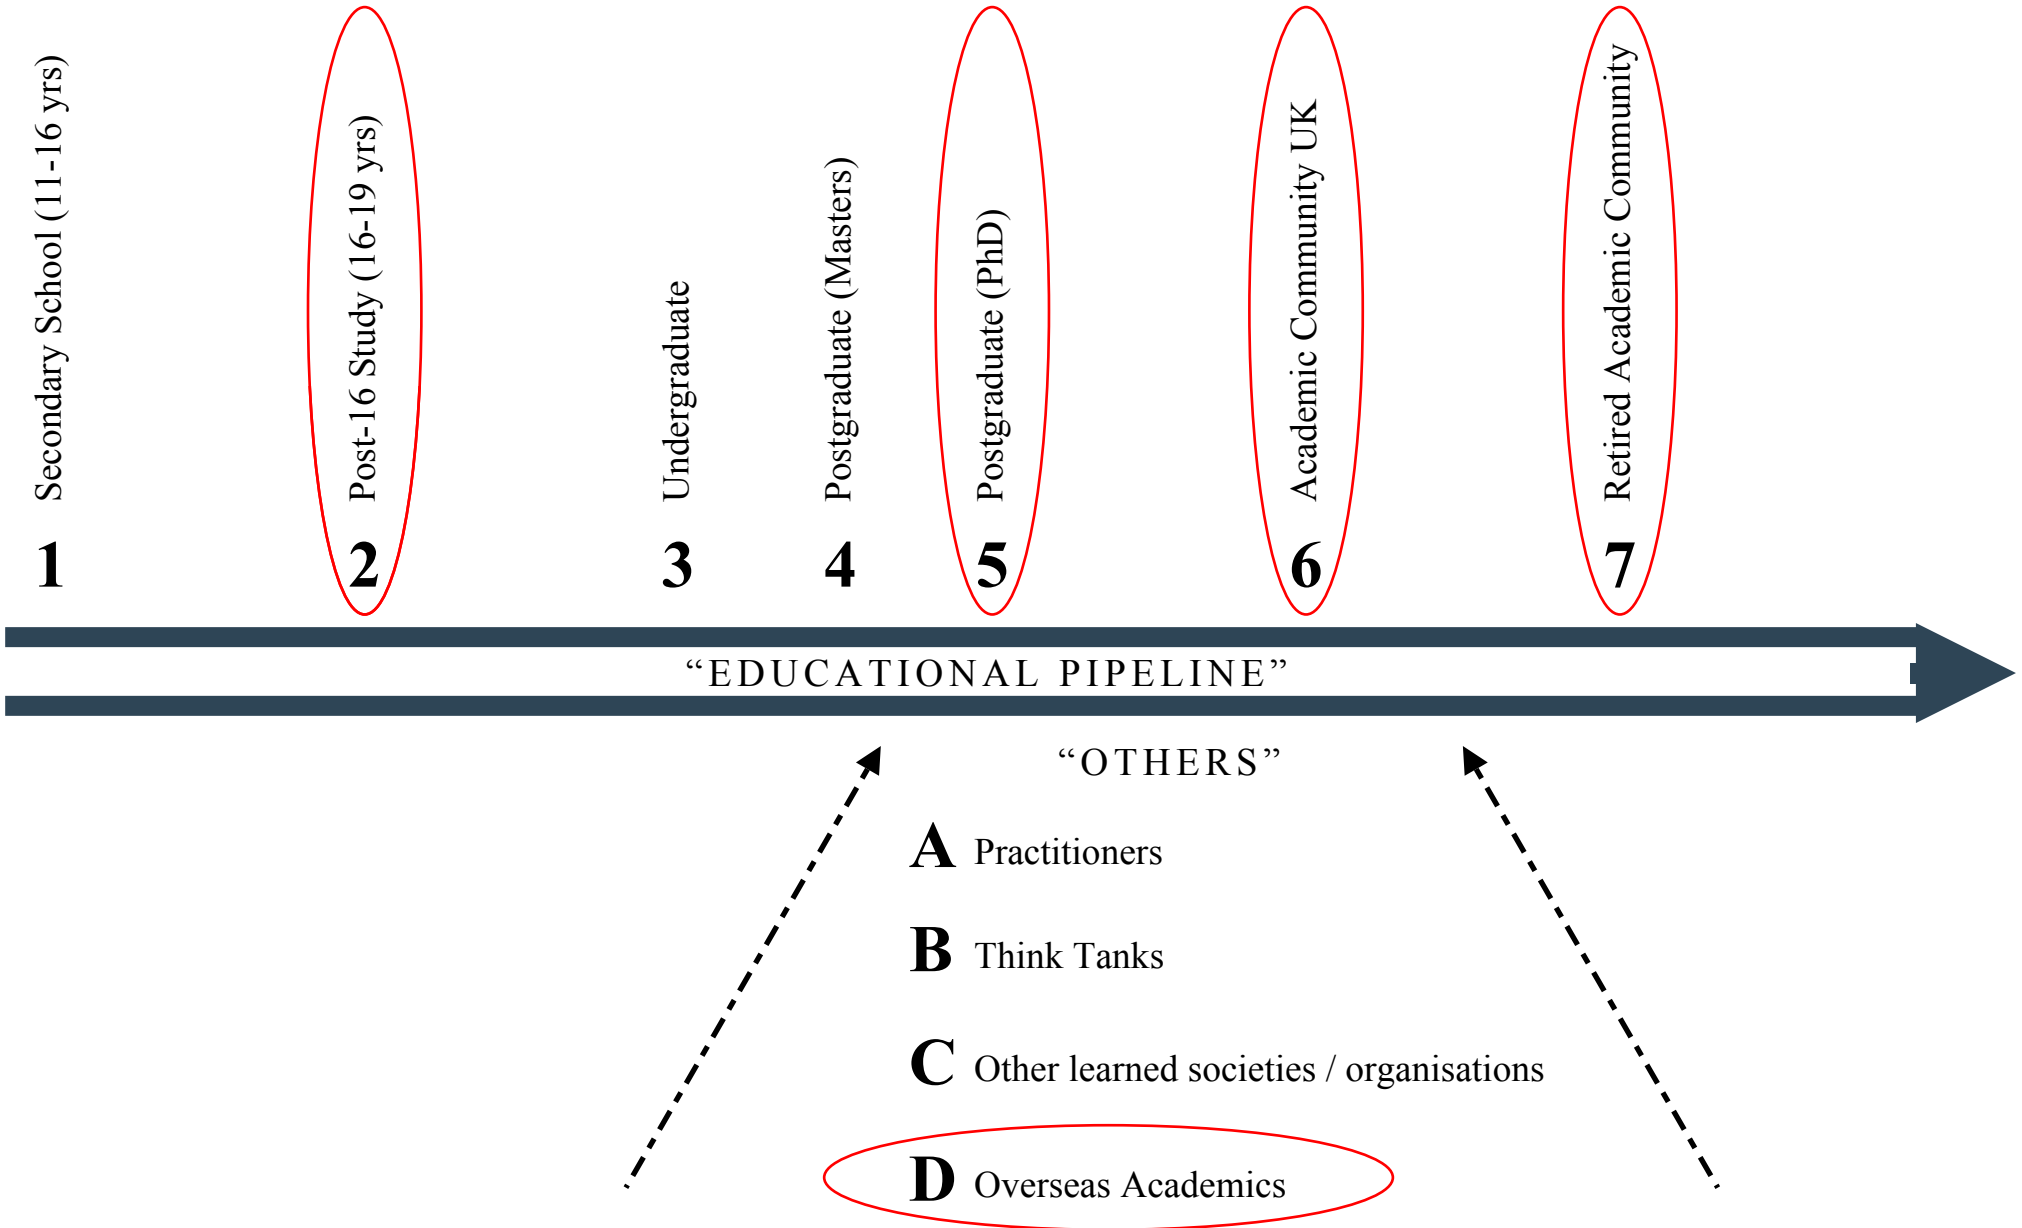 1 Secondary School (11-16 yrs)
2 Post-16 Study (16-19 yrs)
3 Undergraduate
4 Postgraduate (Masters)
5 Postgraduate (PhD)
6 Academic Community UK
7 Retired Academic Community
“EDUCATIONAL PIPELINE”
“OTHERS”
A Practitioners
B Think Tanks
C Other learned societies / organisations
D Overseas Academics